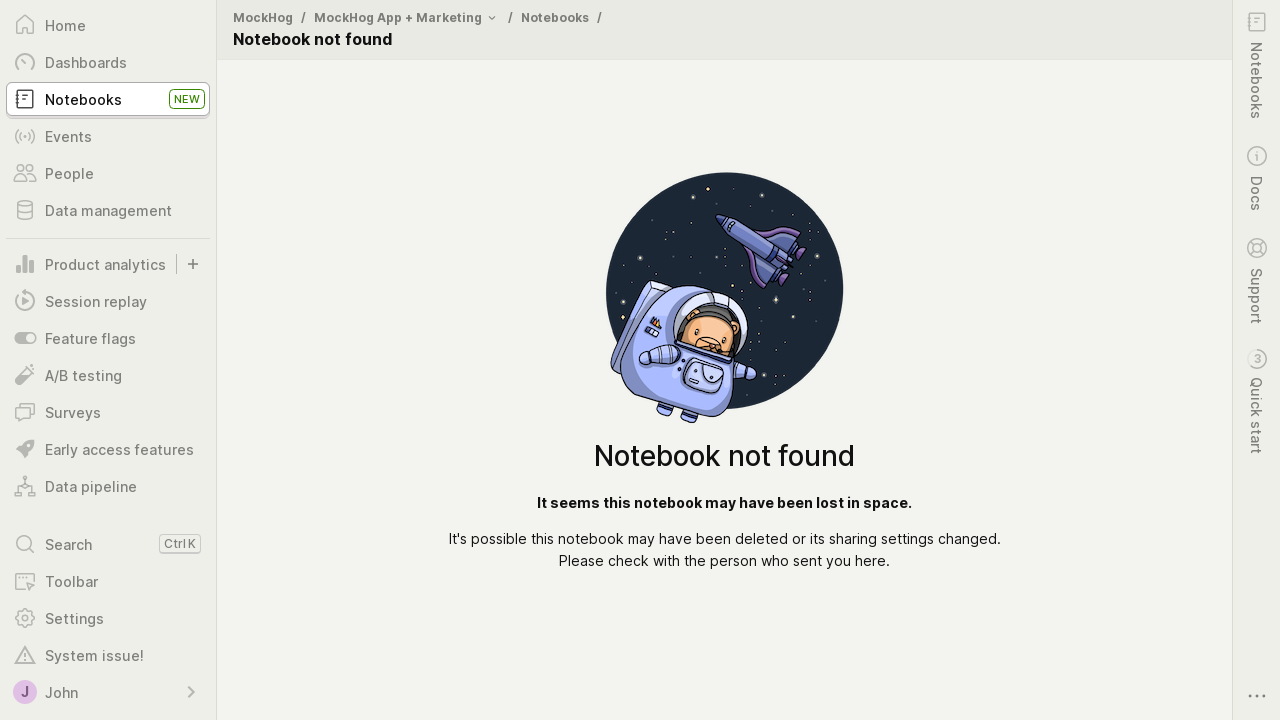 Home
Dashboards
Notebooks NEW
Events
People
Data management
Product analytics
Session replay
Feature flags
A/B testing
Surveys
Early access features
Data pipeline
Search Ctrl K
Toolbar
Settings
System issue!
J John
MockHog / MockHog App + Marketing / Notebooks /
Notebook not found
Notebook not found
It seems this notebook may have been lost in space.
It's possible this notebook may have been deleted or its sharing settings changed.
Please check with the person who sent you here.
Notebooks
Docs
Support
3 Quick start